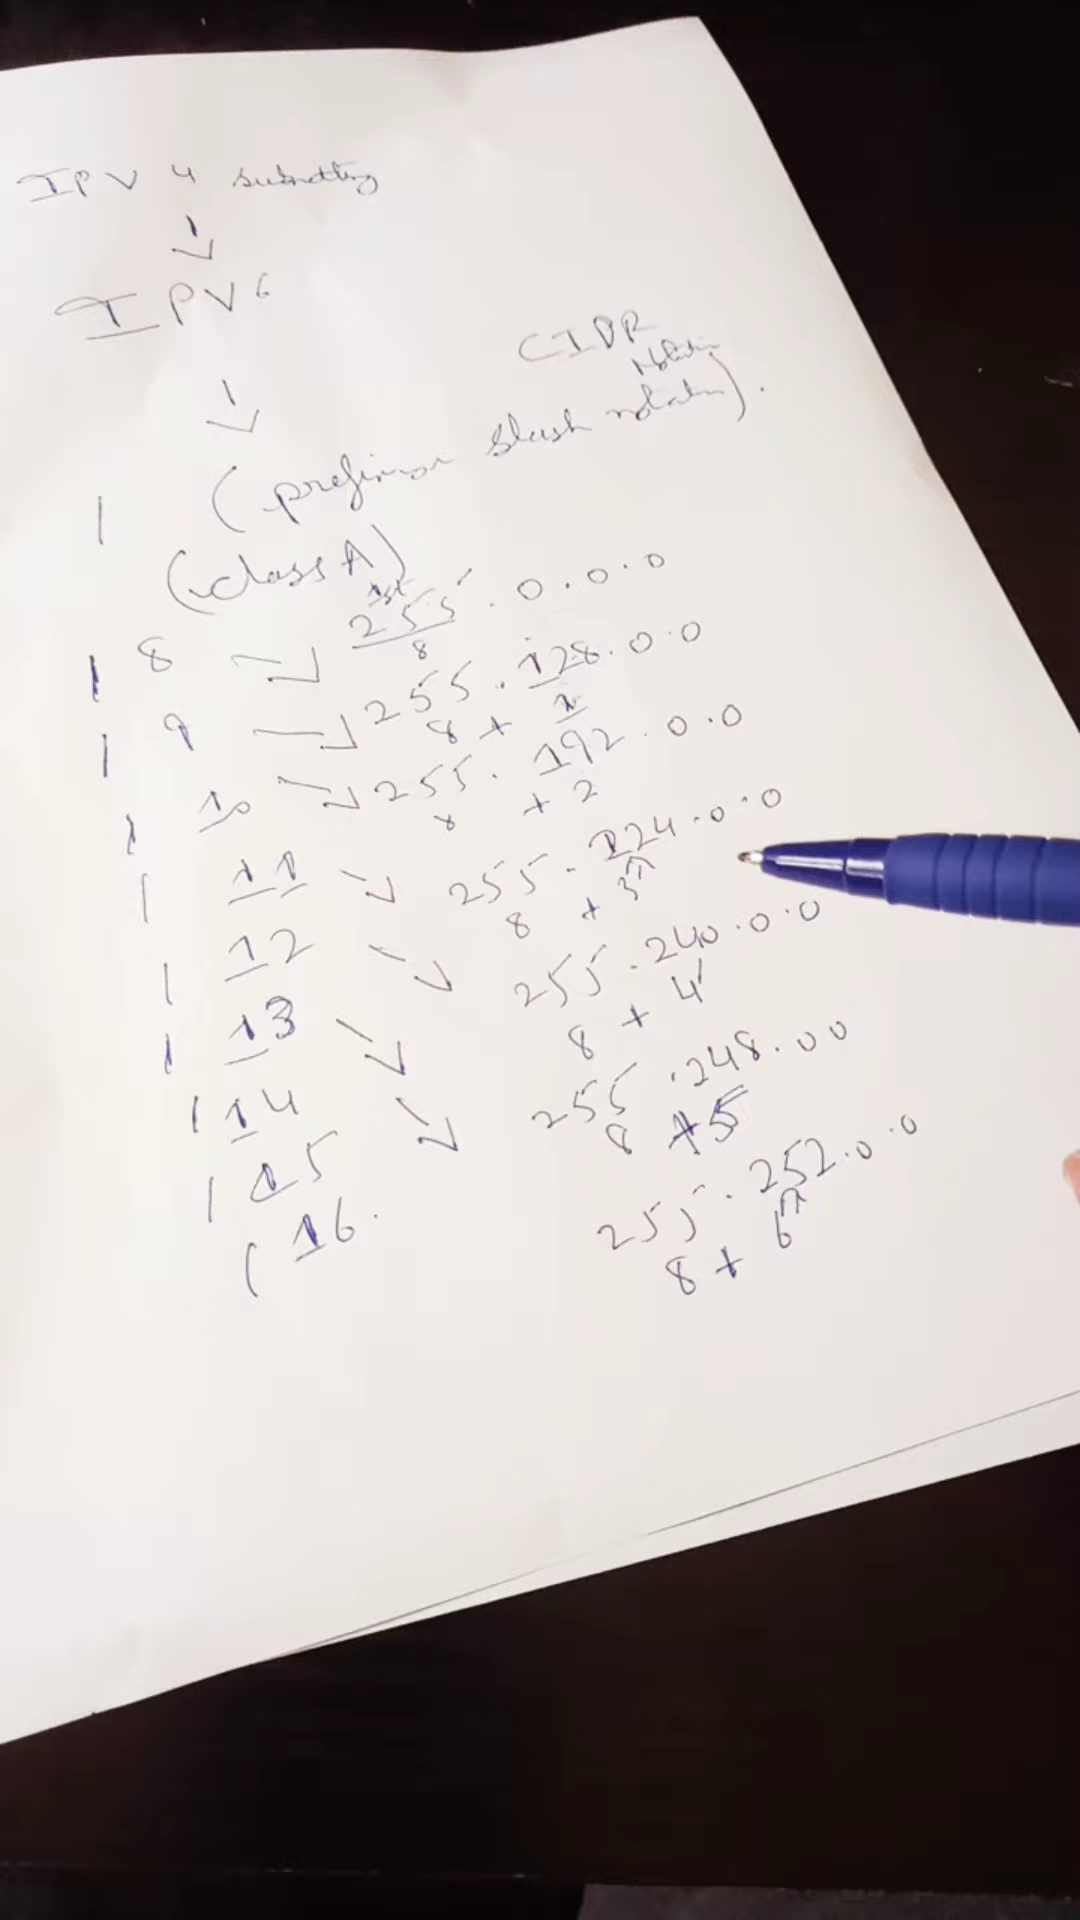 IPV 4 subnetting
IPV6
CIDR
Notation
/ (prefix or slash notation).
(class A)
1st
/ 8 → 255.0.0.0
8
/ 9 → 255.128.0.0
8 + 1
/ 10 → 255.192.0.0
8 + 2
/ 11 → 255.224.0.0
8 + 3
/ 12 → 255.240.0.0
8 + 4
/ 13 → 255.248.0 0
8 + 5
/ 14 → 255.252.0.0
8 + 6
/ 15
/ 16.